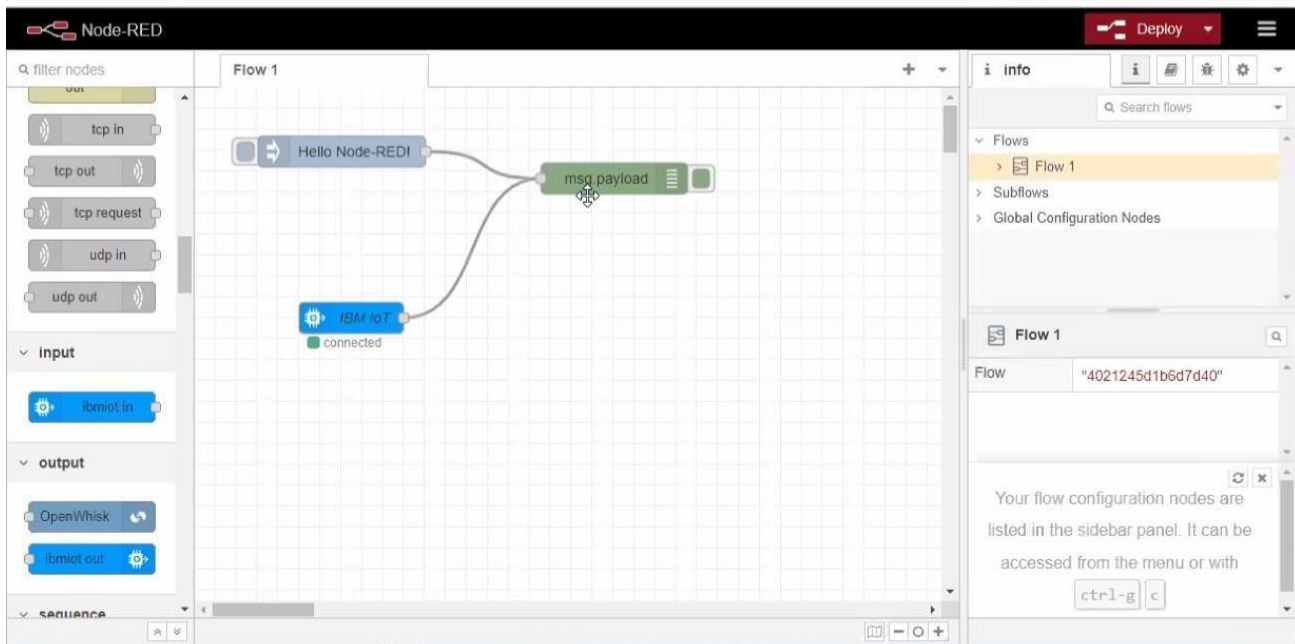 Node-RED
Deploy
filter nodes
Flow 1
info
i
Search flows
out
tcp in
tcp out
tcp request
udp in
udp out
input
ibmiot in
output
OpenWhisk
ibmiot out
sequence
Hello Node-RED!
msg.payload
IBM IoT
connected
Flows
Flow 1
Subflows
Global Configuration Nodes
Flow 1
Flow "4021245d1b6d7d40"
Your flow configuration nodes are
listed in the sidebar panel. It can be
accessed from the menu or with
ctrl-g c